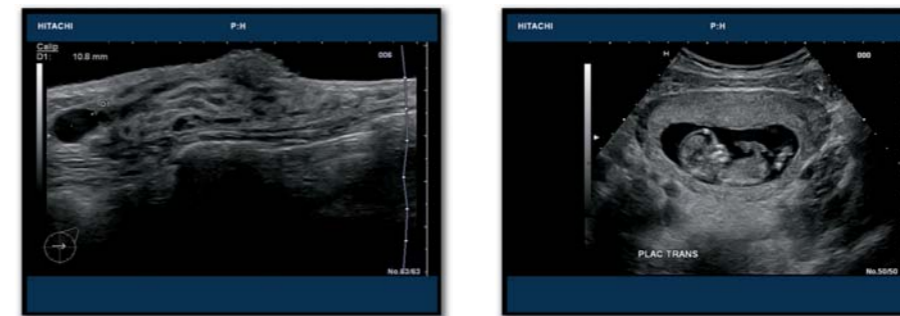 HITACHI P:H
Calip
D1: 10.8 mm
006
No.63/63
HITACHI P:H
H
000
PLAC TRANS
No.50/50